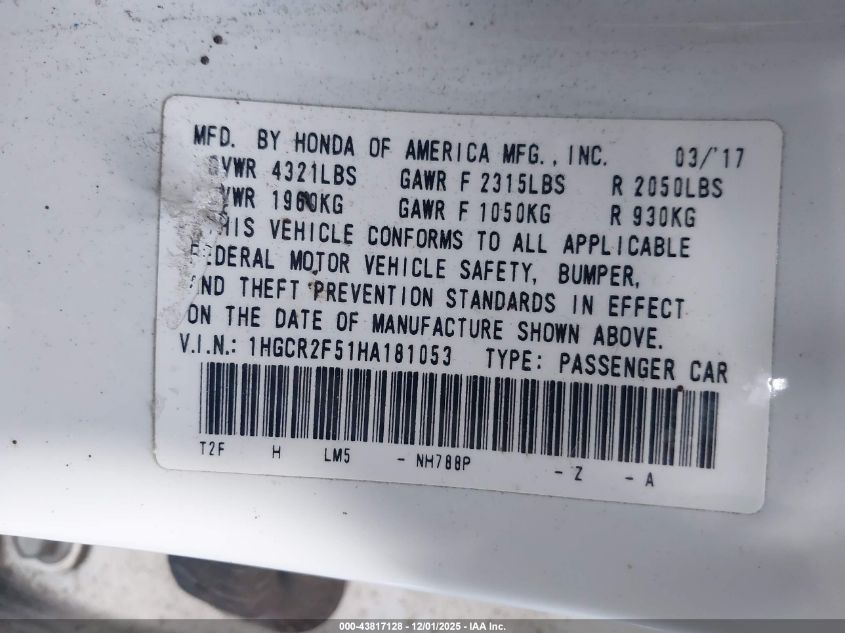 MFD. BY HONDA OF AMERICA MFG., INC. 03/'17
GVWR 4321LBS GAWR F 2315LBS R 2050LBS
VWR 1960KG GAWR F 1050KG R 930KG
THIS VEHICLE CONFORMS TO ALL APPLICABLE
FEDERAL MOTOR VEHICLE SAFETY, BUMPER,
AND THEFT PREVENTION STANDARDS IN EFFECT
ON THE DATE OF MANUFACTURE SHOWN ABOVE.
V.I.N.: 1HGCR2F51HA181053 TYPE: PASSENGER CAR
T2F H LM5 - NH788P - Z - A
000-43817128 - 12/01/2025 - IAA Inc.